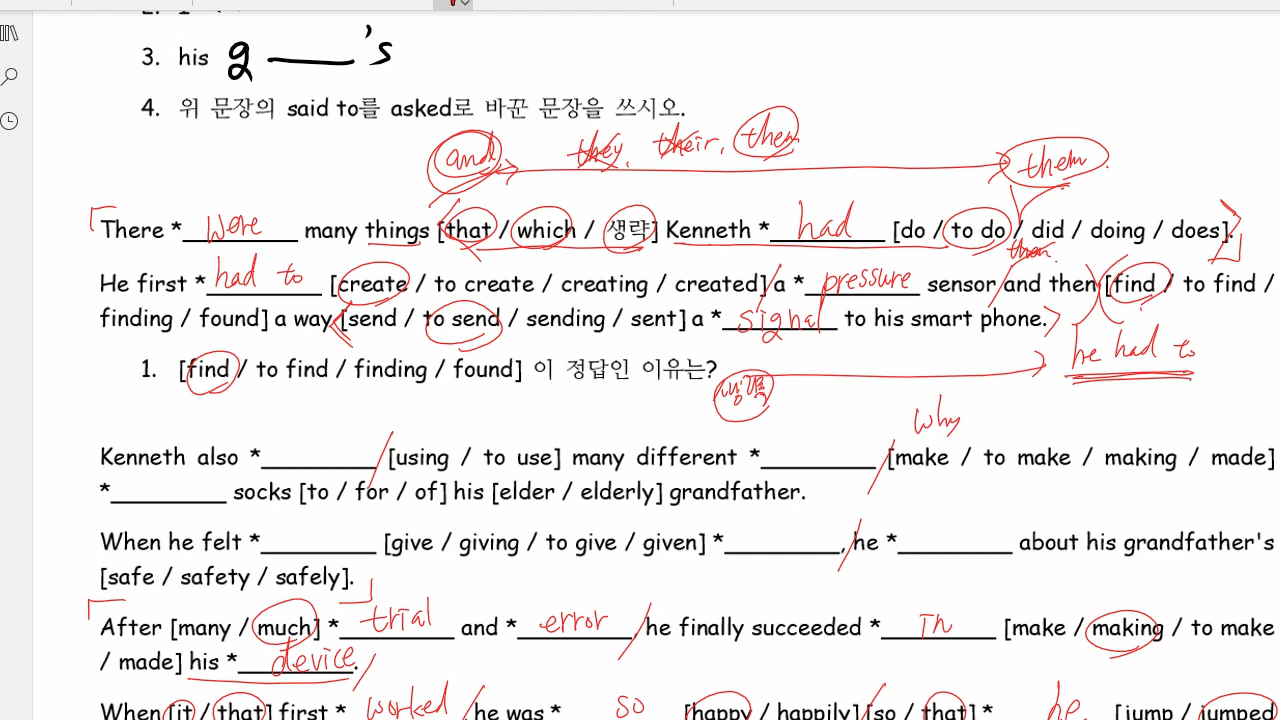 3. his g ____'s
4. 위 문장의 said to를 asked로 바꾼 문장을 쓰시오.
and they, their, them them
There * were many things [that / which / 생략] Kenneth * had [do / to do / did / doing / does].
then
He first * had to [create / to create / creating / created] a * pressure sensor and then [find / to find /
finding / found] a way [send / to send / sending / sent] a * signal to his smart phone.
he had to
1. [find / to find / finding / found] 이 정답인 이유는?
생략
why
Kenneth also *________ [using / to use] many different *________ [make / to make / making / made]
*________ socks [to / for / of] his [elder / elderly] grandfather.
When he felt *________ [give / giving / to give / given] *________, he *________ about his grandfather's
[safe / safety / safely].
After [many / much] * trial and * error, he finally succeeded * in [make / making / to make
/ made] his * device.
When [it / that] first * worked he was * so [happy / happily] [so / that] * he [jump / jumped